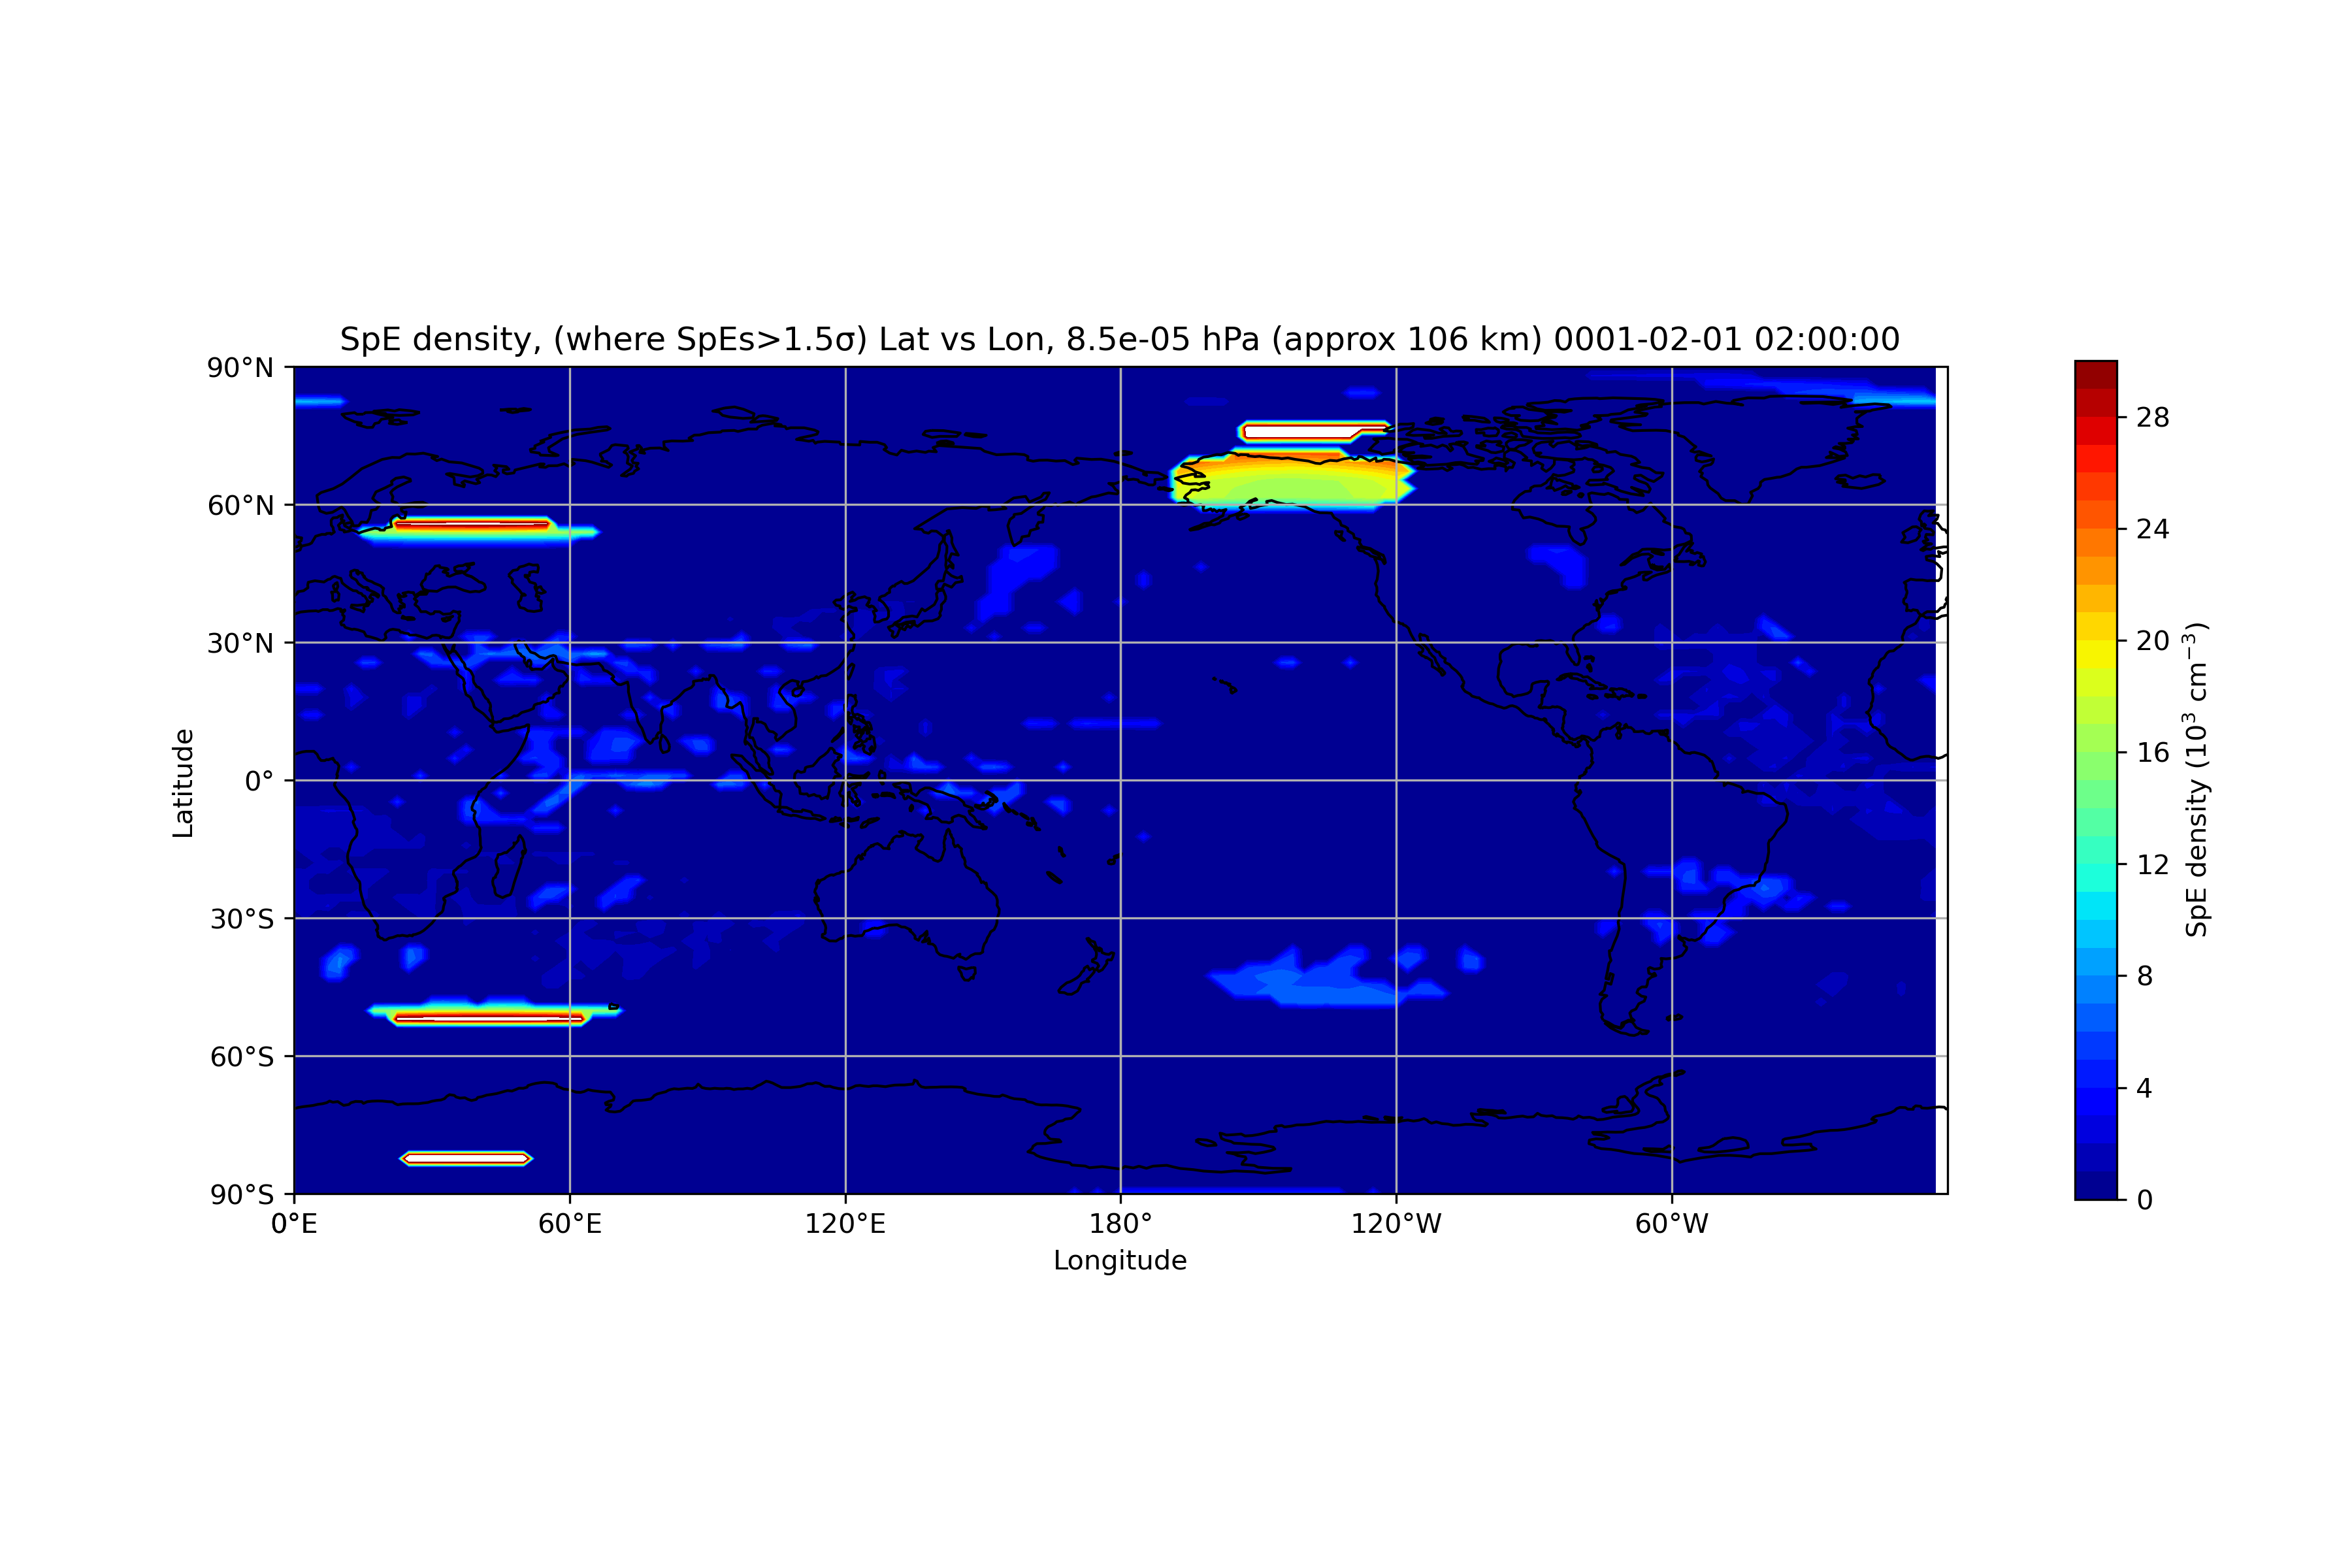 SpE density, (where SpEs>1.5σ) Lat vs Lon, 8.5e-05 hPa (approx 106 km) 0001-02-01 02:00:00
90°N
60°N
30°N
0°
30°S
60°S
90°S
Latitude
0°E
60°E
120°E
180°
120°W
60°W
Longitude
28
24
20
16
12
8
4
0
SpE density (10³ cm⁻³)